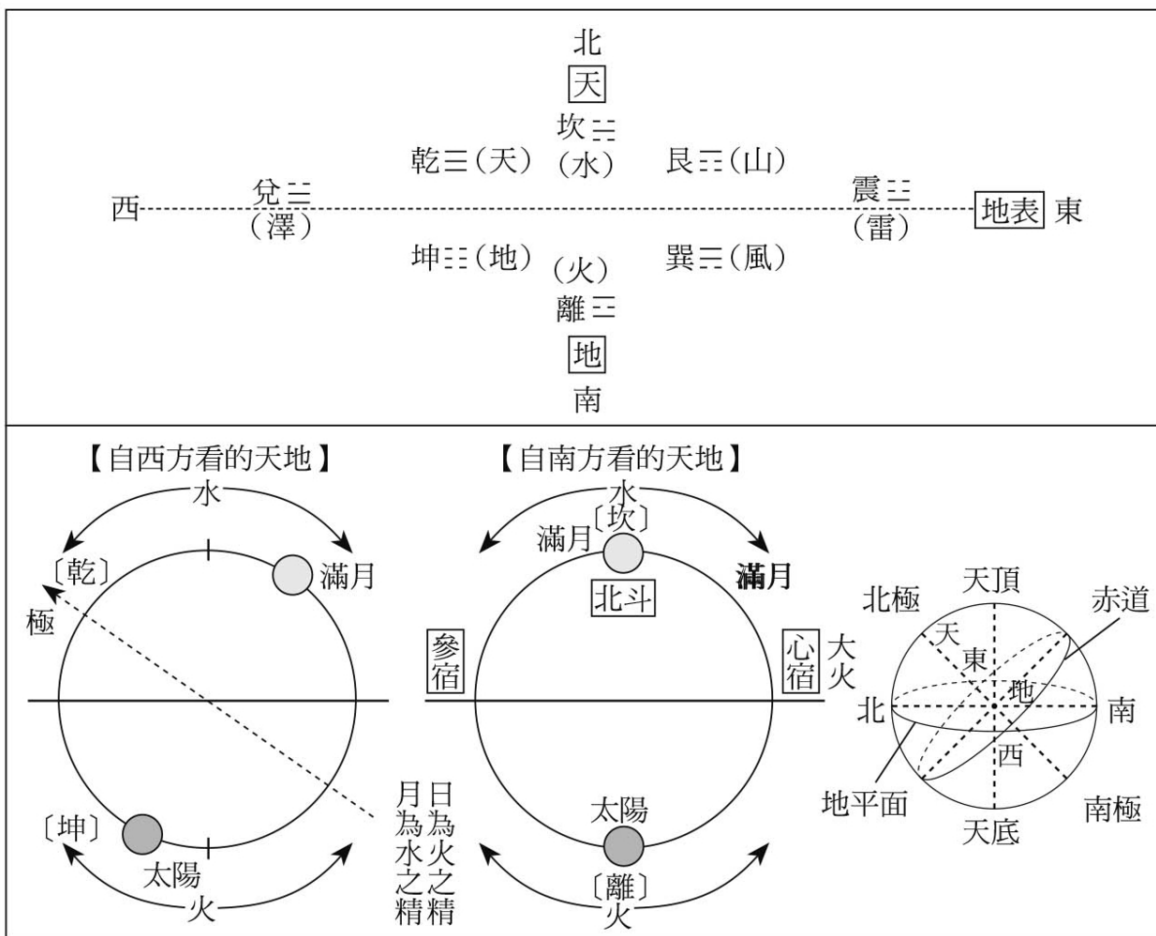 北
天
坎☵
乾☰(天) (水) 艮☶(山)
兌☱ 震☳
西 地表 東
(澤) (雷)
坤☷(地) (火) 巽☴(風)
離☲
地
南
【自西方看的天地】
水
〔乾〕
滿月
極
〔坤〕
太陽
火
日為火之精
月為水之精
【自南方看的天地】
水
〔坎〕
滿月
滿月
北斗
參宿
心宿
大火
太陽
〔離〕
火
天頂
北極
赤道
天
東
地
北
南
西
地平面
南極
天底